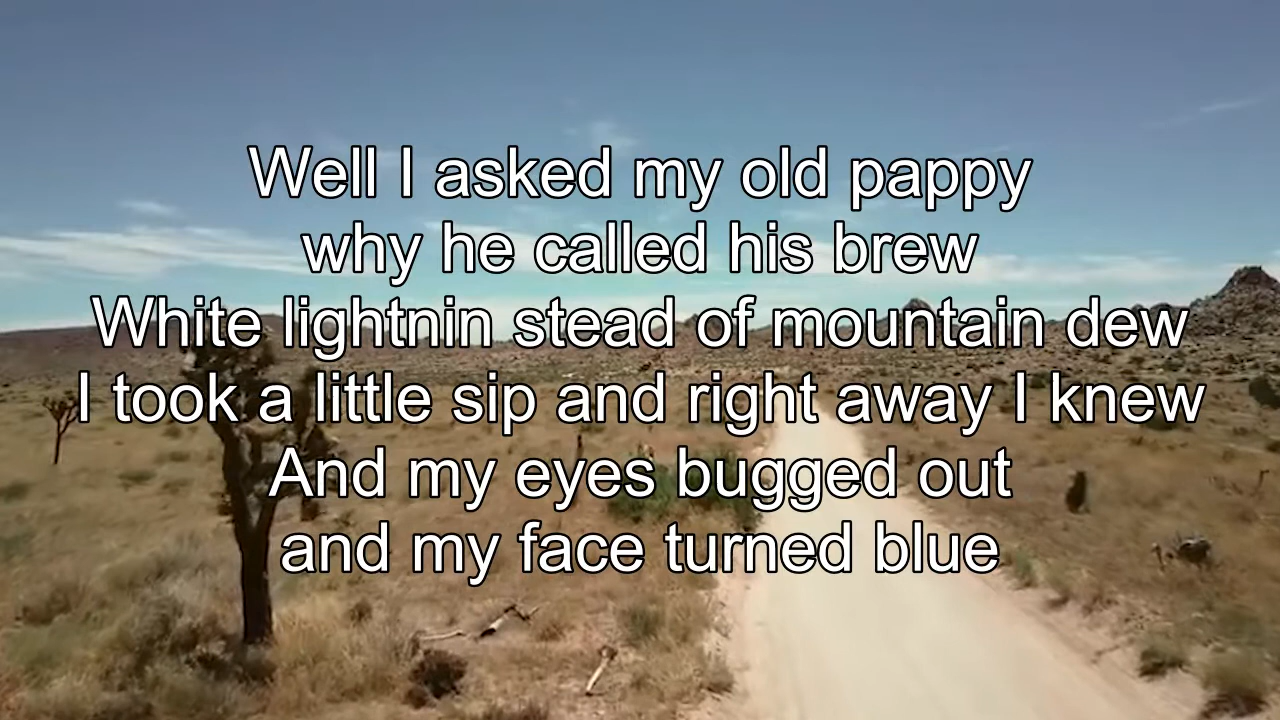 Well I asked my old pappy
why he called his brew
White lightnin stead of mountain dew
I took a little sip and right away I knew
And my eyes bugged out
and my face turned blue